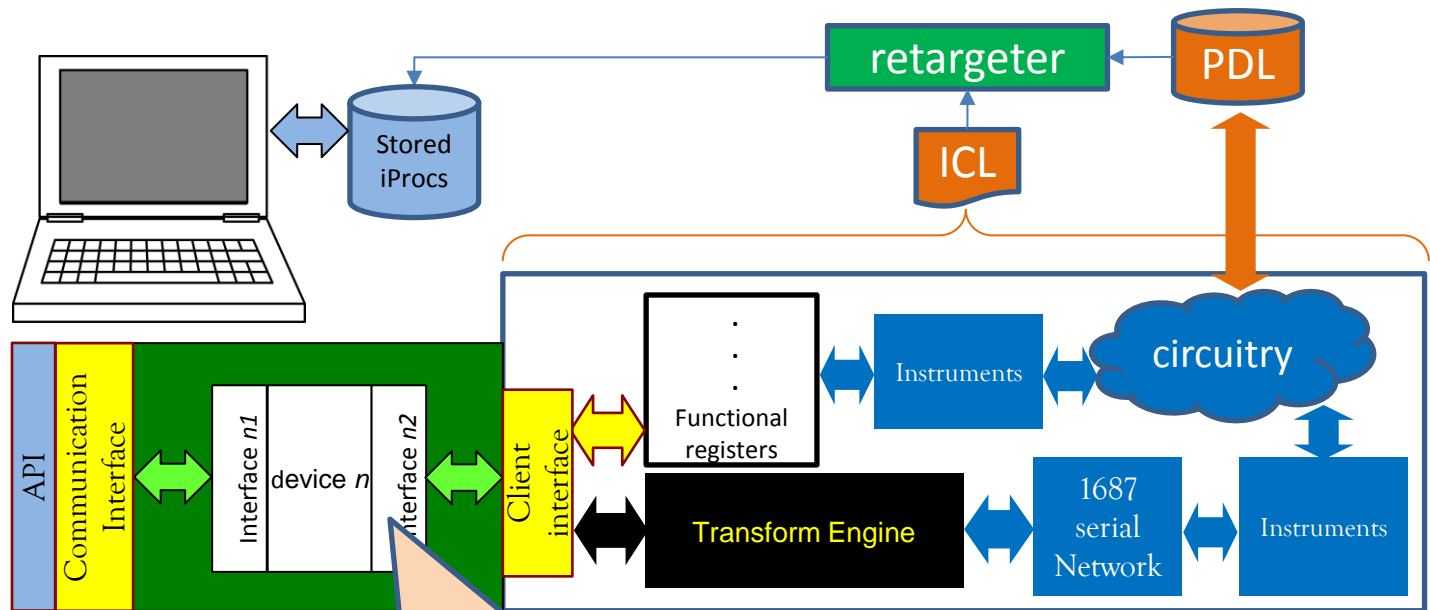 retargeter
PDL
Stored
iProcs
ICL
.
.
.
Functional
registers
Instruments
circuitry
API
Communication
Interface
Interface n1
device n
Interface n2
Client
interface
Transform Engine
1687
serial
Network
Instruments